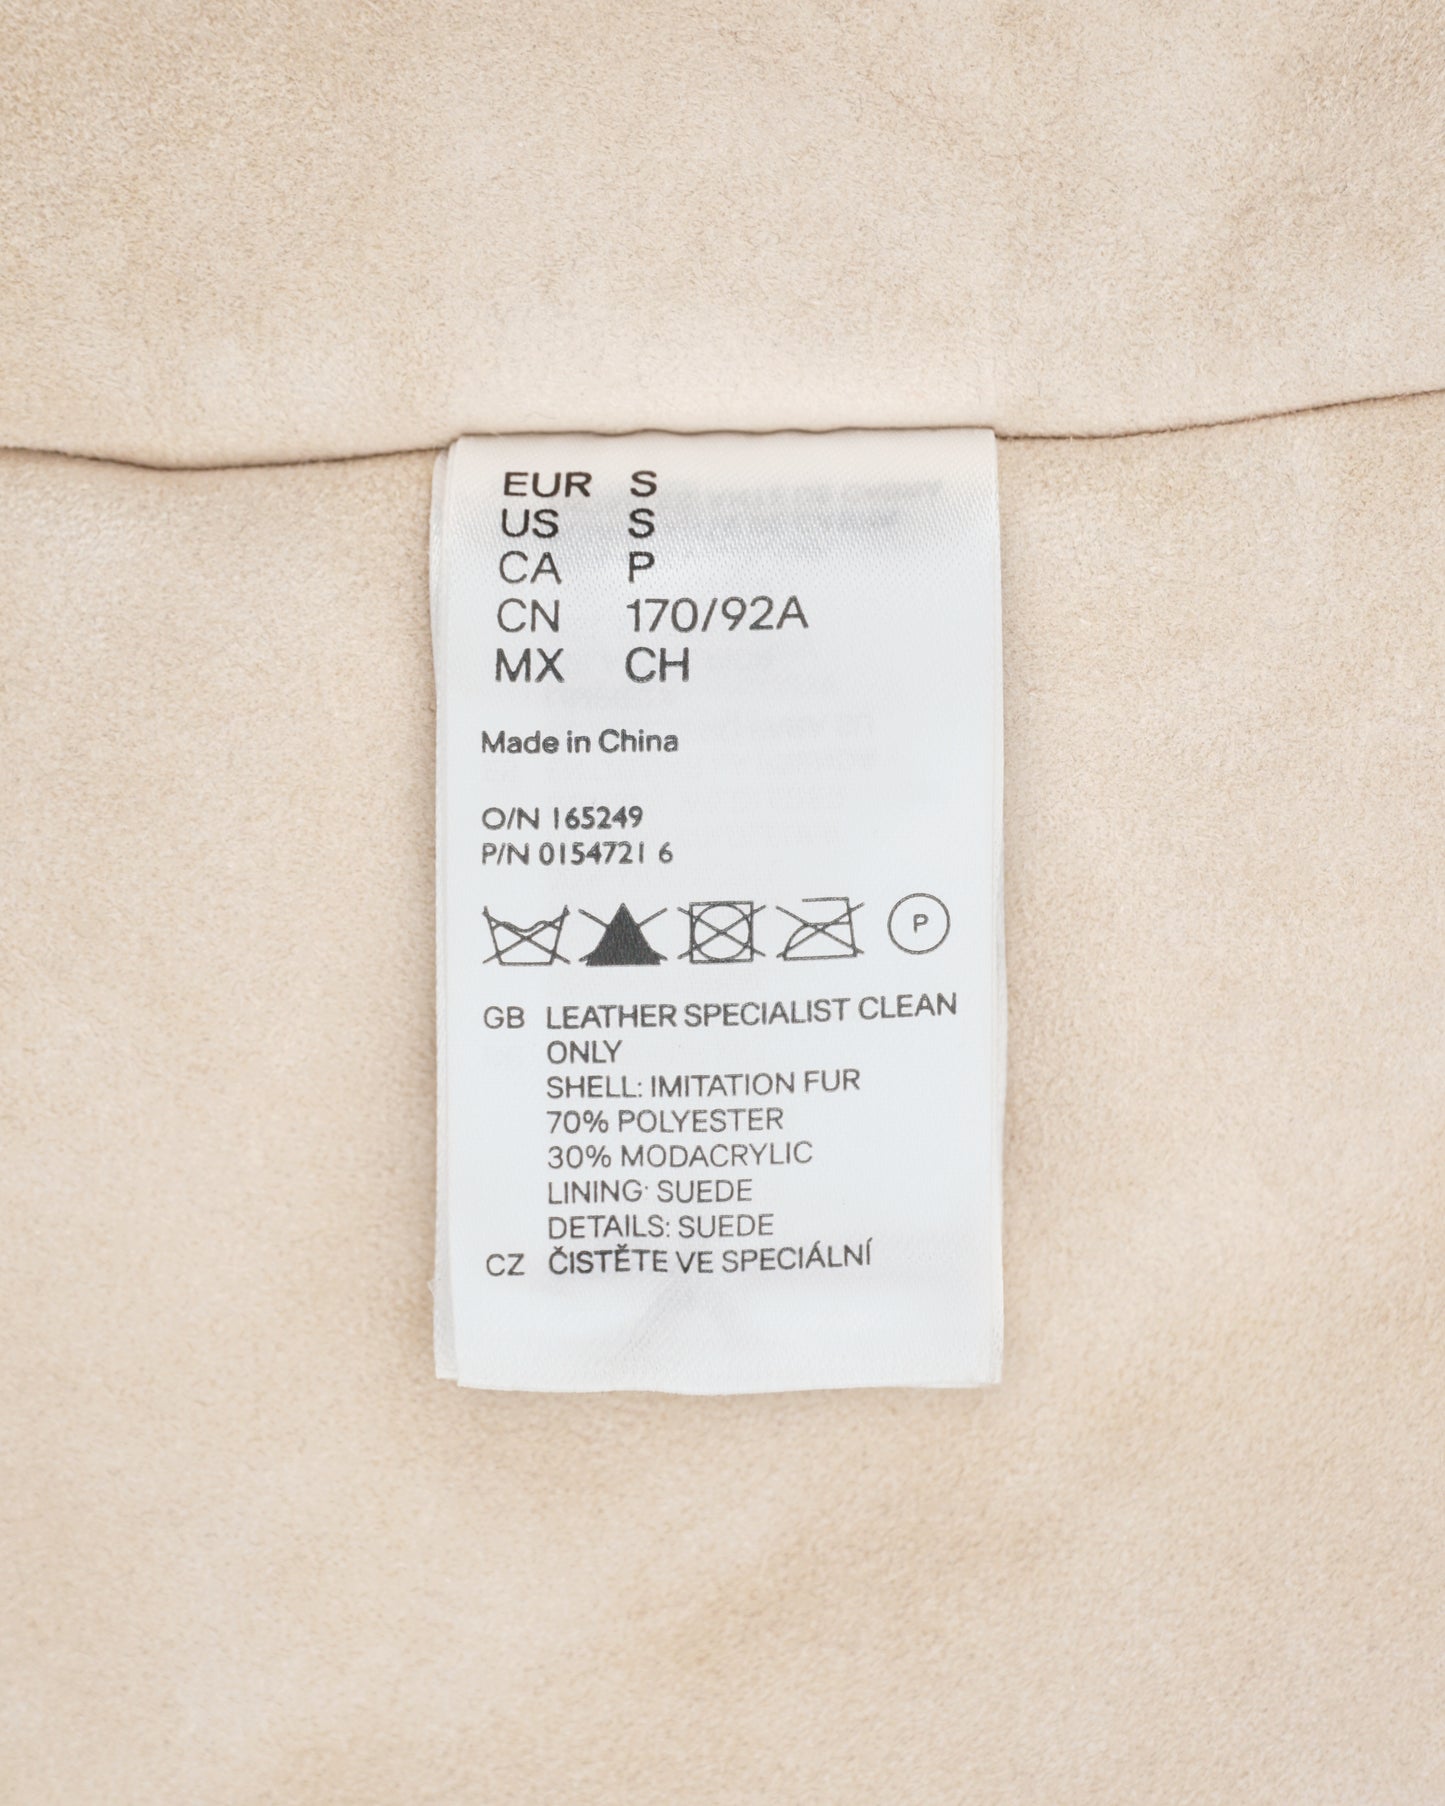 EUR S
US S
CA P
CN 170/92A
MX CH
Made in China
O/N 165249
P/N 0154721 6
P
GB LEATHER SPECIALIST CLEAN
ONLY
SHELL: IMITATION FUR
70% POLYESTER
30% MODACRYLIC
LINING: SUEDE
DETAILS: SUEDE
CZ ČISTĚTE VE SPECIÁLNÍ